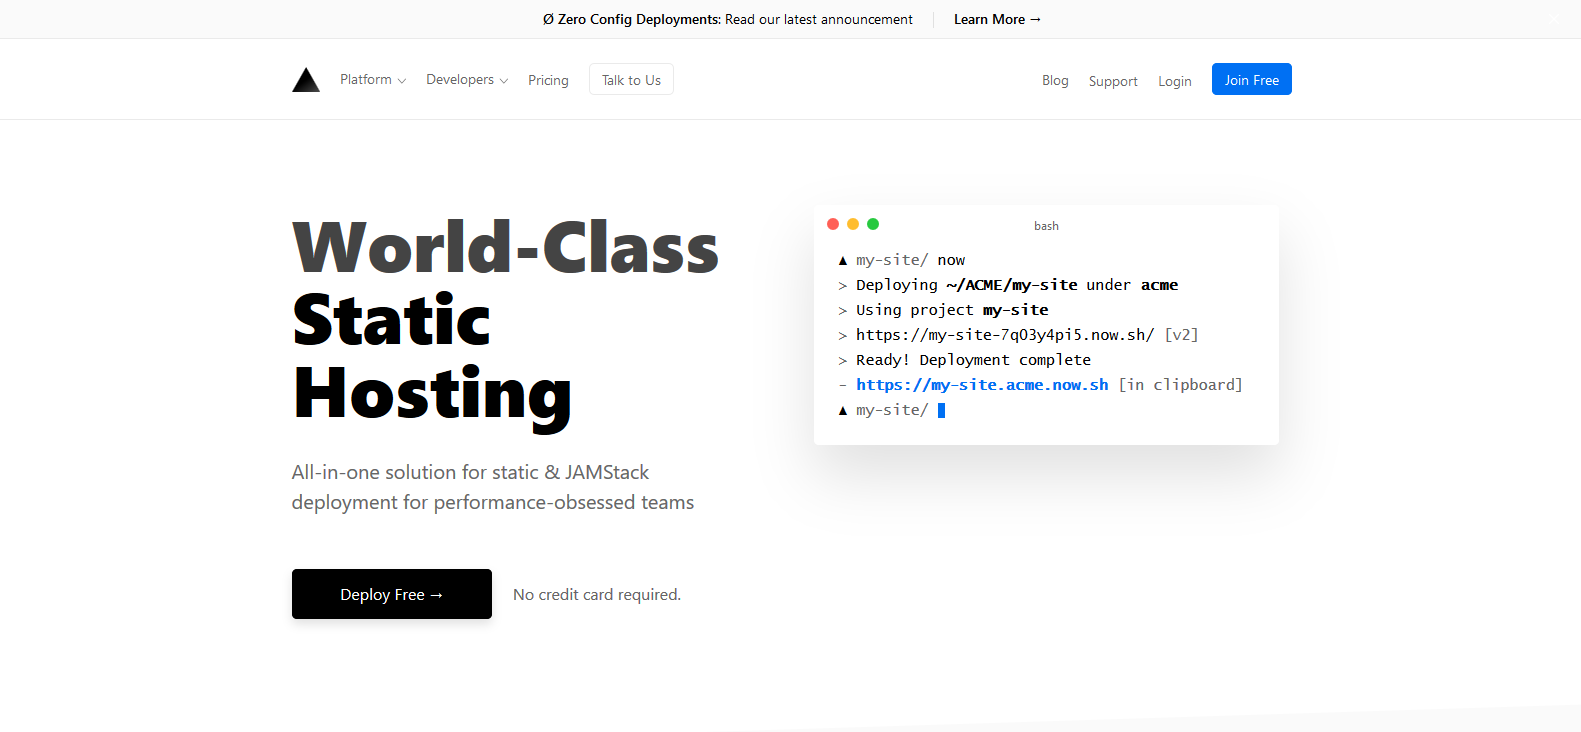 Ø Zero Config Deployments: Read our latest announcement Learn More →
Platform Developers Pricing Talk to Us Blog Support Login Join Free
World-Class
Static
Hosting
All-in-one solution for static & JAMStack
deployment for performance-obsessed teams
Deploy Free → No credit card required.
bash
▲ my-site/ now
> Deploying ~/ACME/my-site under acme
> Using project my-site
> https://my-site-7q03y4pi5.now.sh/ [v2]
> Ready! Deployment complete
- https://my-site.acme.now.sh [in clipboard]
▲ my-site/